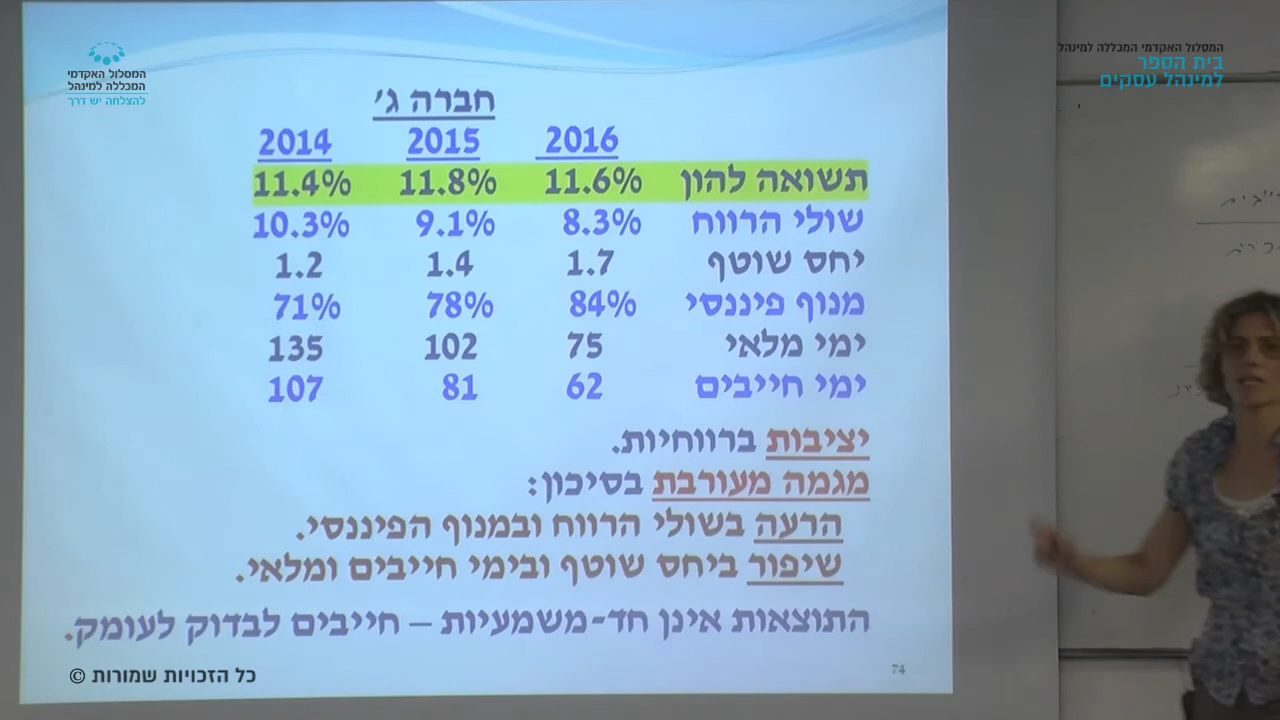 המסלול האקדמי
המכללה למינהל
להצלחה יש דרך
המסלול האקדמי המכללה למינהל
בית הספר
למינהל עסקים
חברה ג׳
2016 2015 2014
תשואה להון 11.6% 11.8% 11.4%
שולי הרווח 8.3% 9.1% 10.3%
יחס שוטף 1.7 1.4 1.2
מנוף פיננסי 84% 78% 71%
ימי מלאי 75 102 135
ימי חייבים 62 81 107
יציבות ברווחיות.
מגמה מעורבת בסיכון:
הרעה בשולי הרווח ובמנוף הפיננסי.
שיפור ביחס שוטף ובימי חייבים ומלאי.
התוצאות אינן חד-משמעיות – חייבים לבדוק לעומק.
74
כל הזכויות שמורות ©